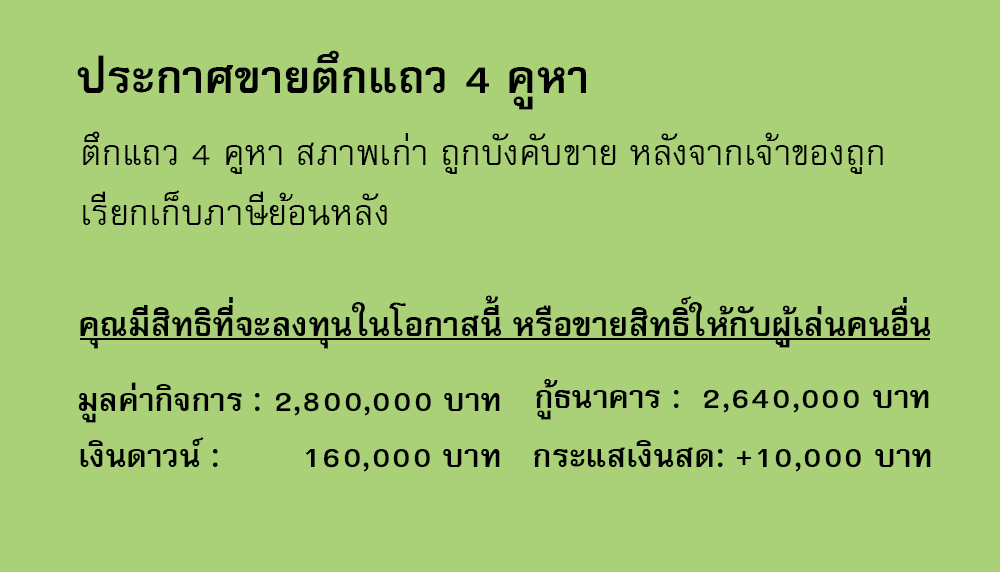 ประกาศขายตึกแถว 4 คูหา
ตึกแถว 4 คูหา สภาพเก่า ถูกบังคับขาย หลังจากเจ้าของถูก
เรียกเก็บภาษีย้อนหลัง
คุณมีสิทธิที่จะลงทุนในโอกาสนี้ หรือขายสิทธิ์ให้กับผู้เล่นคนอื่น
มูลค่ากิจการ : 2,800,000 บาท กู้ธนาคาร : 2,640,000 บาท
เงินดาวน์ : 160,000 บาท กระแสเงินสด: +10,000 บาท